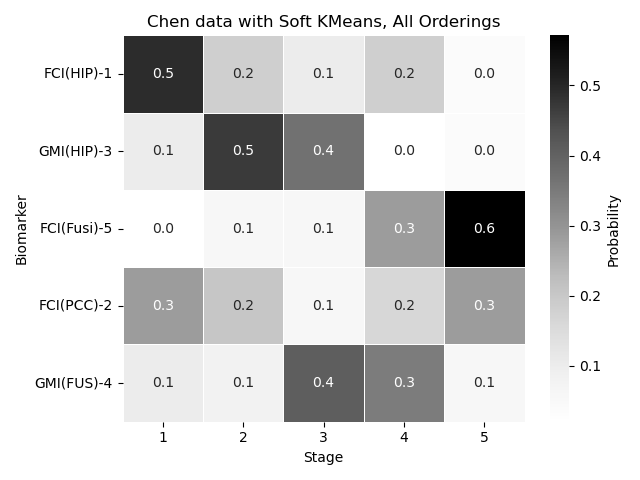 Chen data with Soft KMeans, All Orderings
Biomarker
FCI(HIP)-1 0.5 0.2 0.1 0.2 0.0
GMI(HIP)-3 0.1 0.5 0.4 0.0 0.0
FCI(Fusi)-5 0.0 0.1 0.1 0.3 0.6
FCI(PCC)-2 0.3 0.2 0.1 0.2 0.3
GMI(FUS)-4 0.1 0.1 0.4 0.3 0.1
1 2 3 4 5
Stage
0.5
0.4
0.3
0.2
0.1
Probability